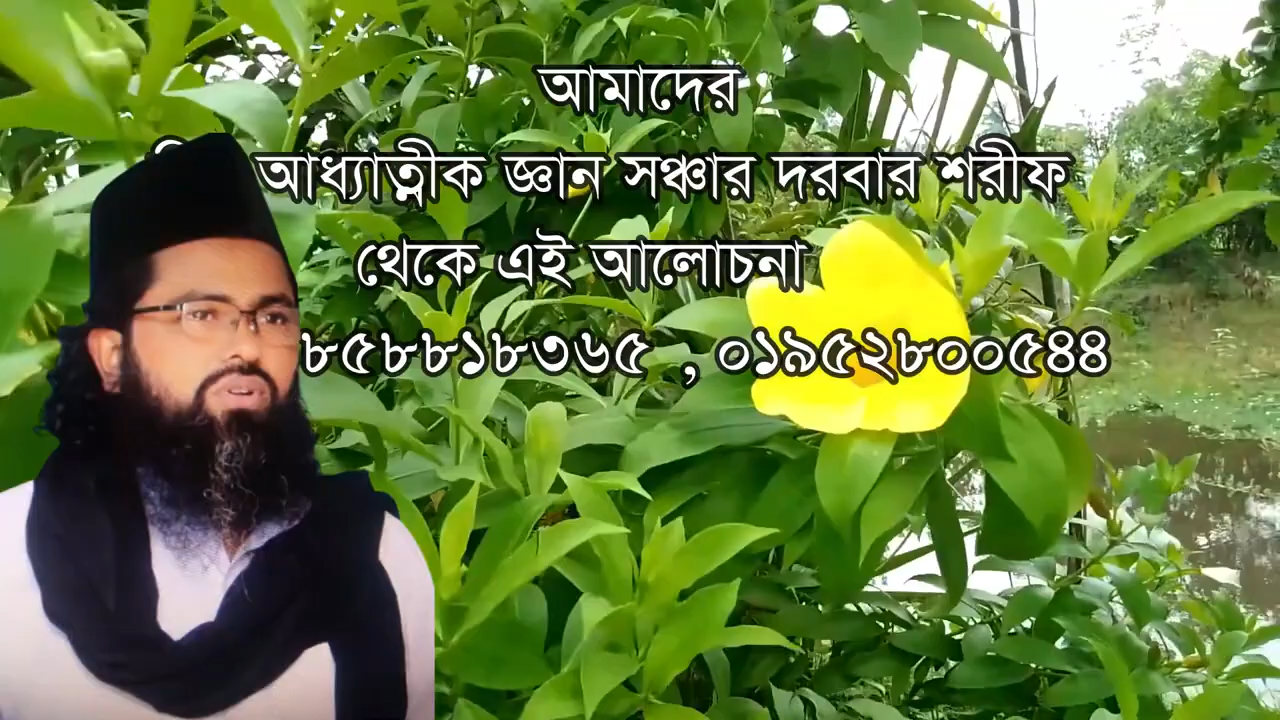 আমাদের
আধ্যাত্নীক জ্ঞান সঞ্চার দরবার শরীফ
থেকে এই আলোচনা
৮৫৮৮১৮৩৬৫ , ০১৯৫২৮০০৫৪৪